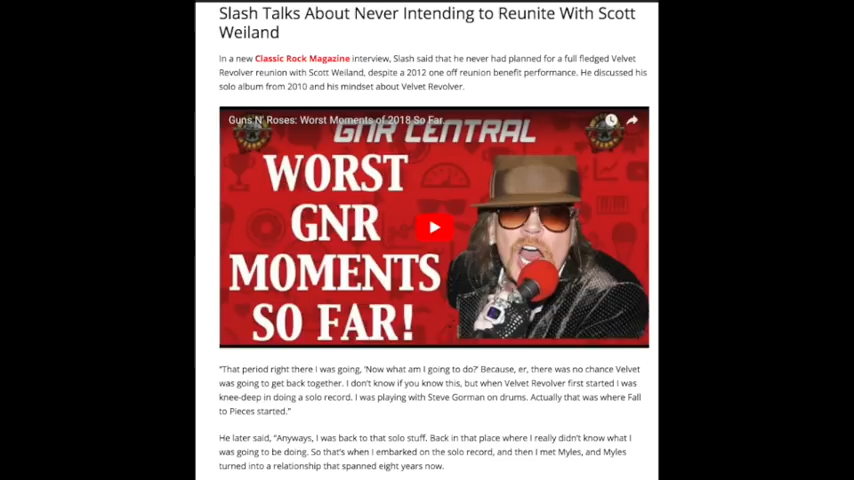 Slash Talks About Never Intending to Reunite With Scott
Weiland
In a new Classic Rock Magazine interview, Slash said that he never had planned for a full fledged Velvet
Revolver reunion with Scott Weiland, despite a 2012 one off reunion benefit performance. He discussed his
solo album from 2010 and his mindset about Velvet Revolver.
Guns N' Roses: Worst Moments of 2018 So Far.
GNR CENTRAL
WORST
GNR
MOMENTS
SO FAR!
"That period right there I was going, 'Now what am I going to do?' Because, er, there was no chance Velvet
was going to get back together. I don't know if you know this, but when Velvet Revolver first started I was
knee-deep in doing a solo record. I was playing with Steve Gorman on drums. Actually that was where Fall
to Pieces started."
He later said, "Anyways, I was back to that solo stuff. Back in that place where I really didn't know what I
was going to be doing. So that's when I embarked on the solo record, and then I met Myles, and Myles
turned into a relationship that spanned eight years now.